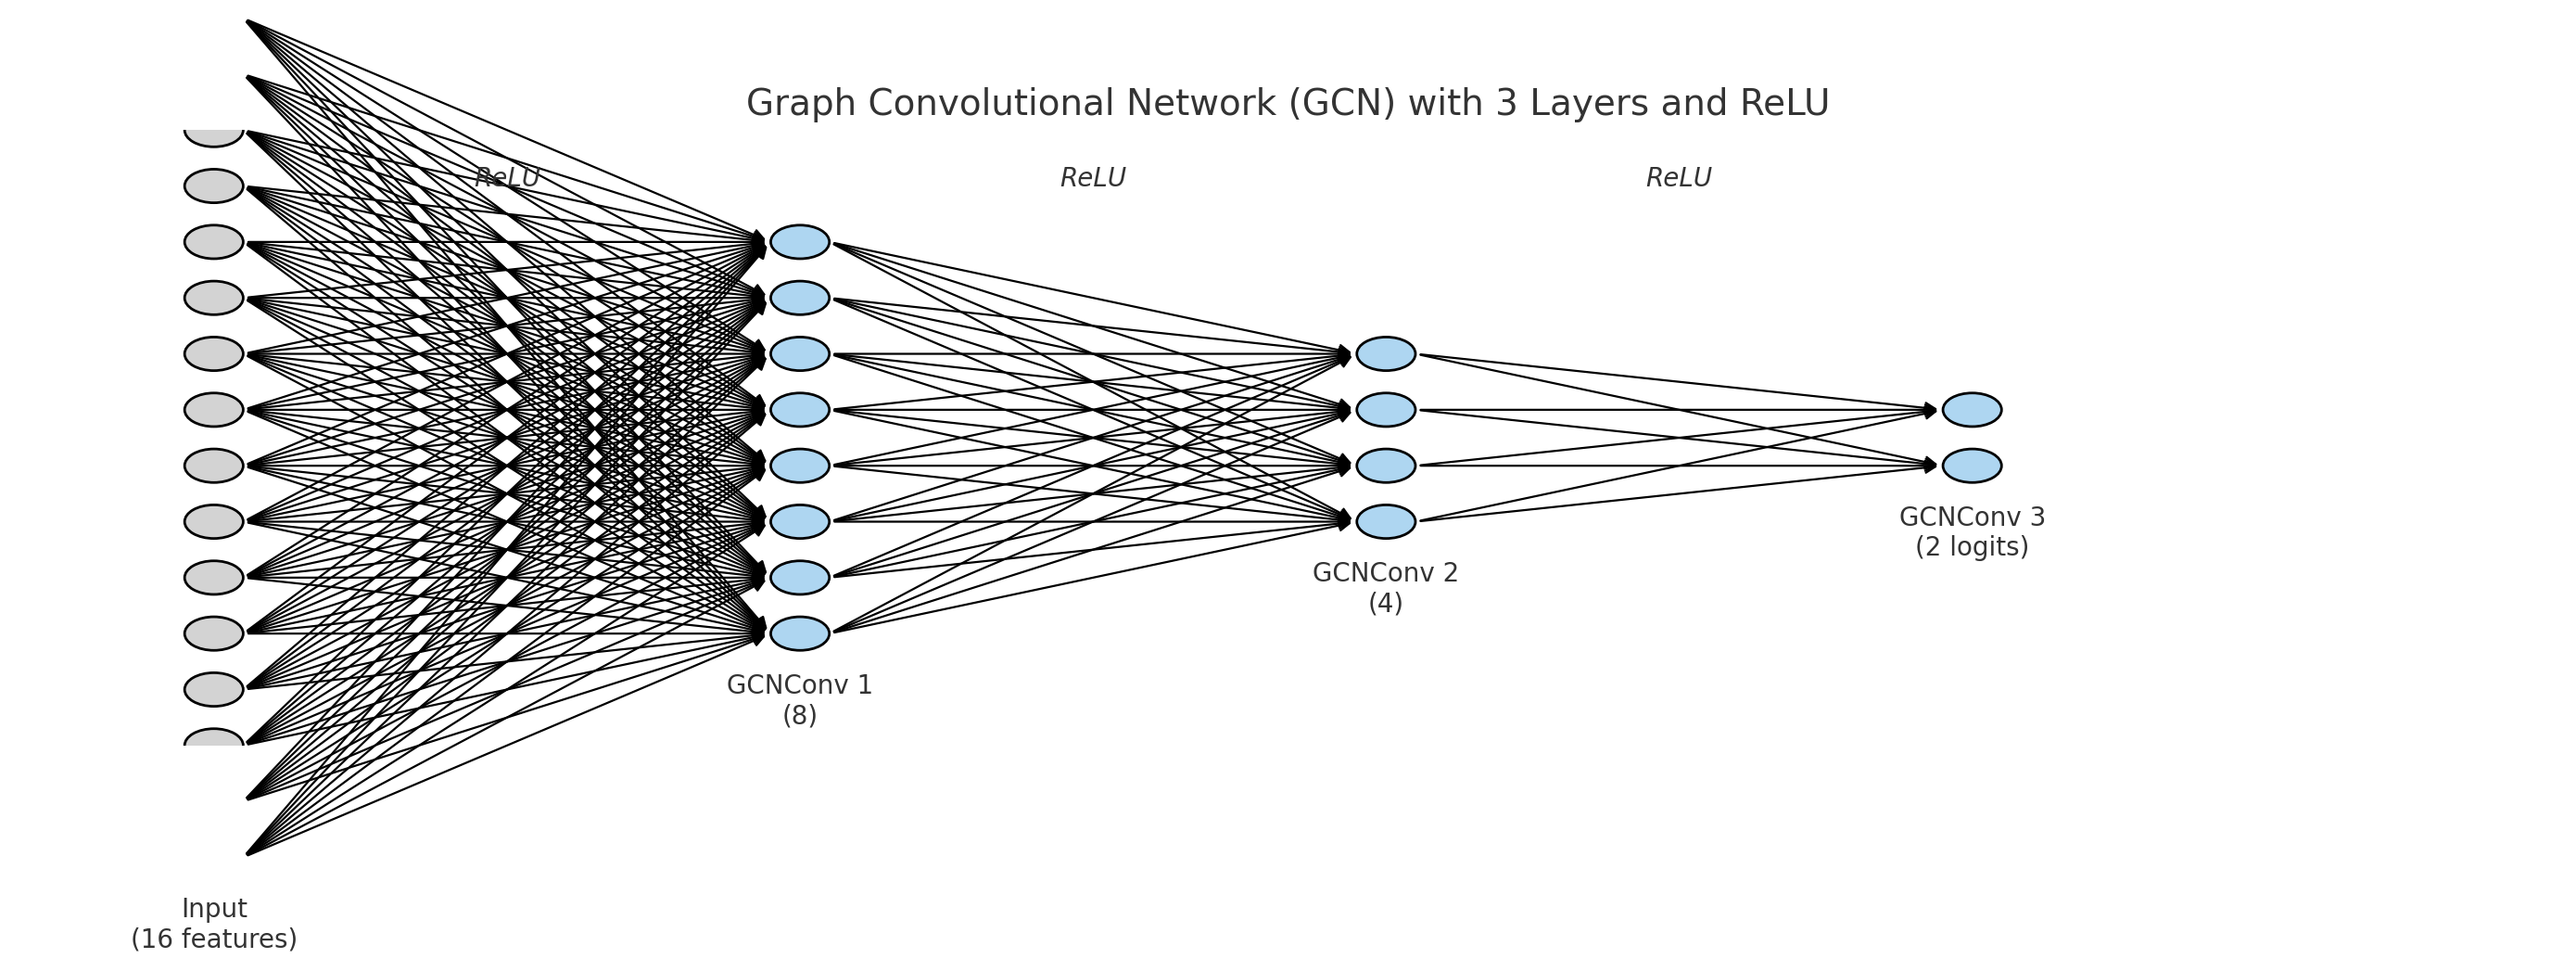 Graph Convolutional Network (GCN) with 3 Layers and ReLU
ReLU
ReLU
ReLU
GCNConv 3
(2 logits)
GCNConv 2
(4)
GCNConv 1
(8)
Input
(16 features)